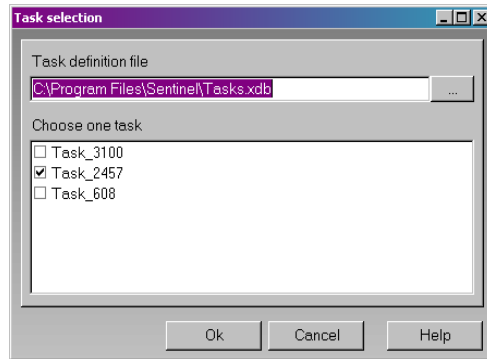 Task selection
Task definition file
C:\Program Files\Sentinel\Tasks.xdb
...
Choose one task
Task_3100
Task_2457
Task_608
Ok Cancel Help